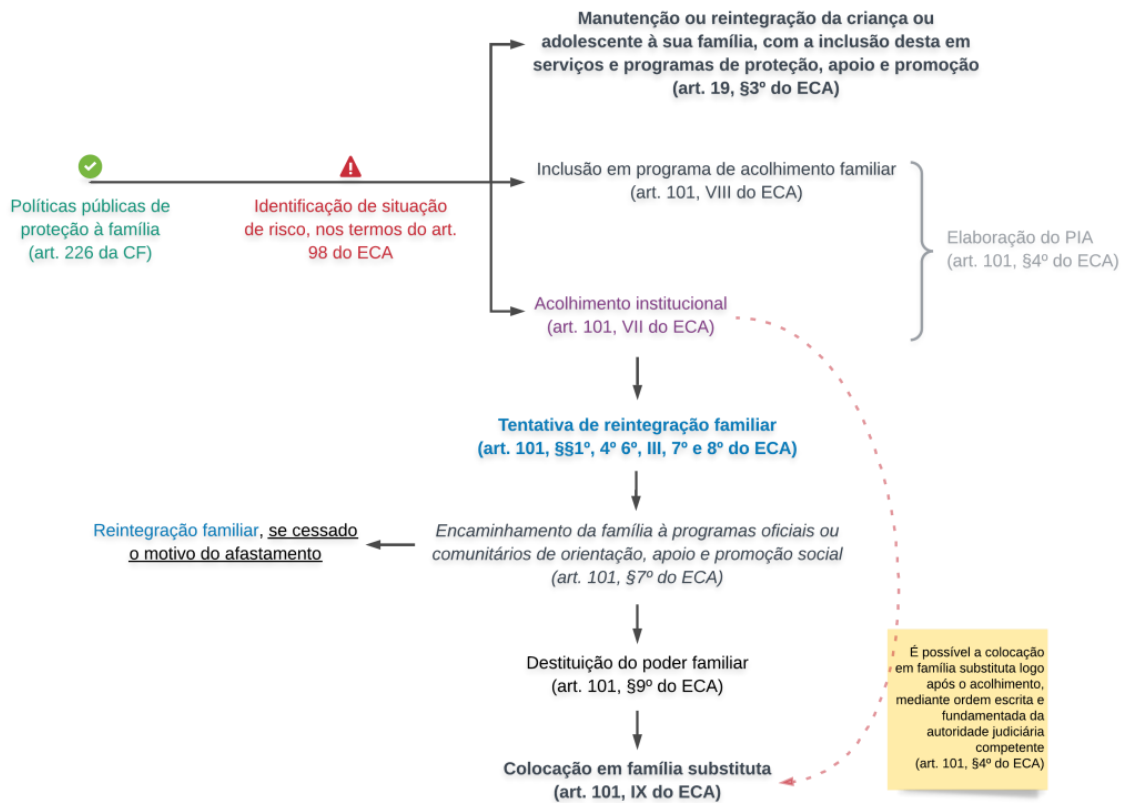 Manutenção ou reintegração da criança ou
adolescente à sua família, com a inclusão desta em
serviços e programas de proteção, apoio e promoção
(art. 19, §3º do ECA)
Políticas públicas de
proteção à família
(art. 226 da CF)
Identificação de situação
de risco, nos termos do art.
98 do ECA
Inclusão em programa de acolhimento familiar
(art. 101, VIII do ECA)
Elaboração do PIA
(art. 101, §4º do ECA)
Acolhimento institucional
(art. 101, VII do ECA)
Tentativa de reintegração familiar
(art. 101, §§1º, 4º 6º, III, 7º e 8º do ECA)
Reintegração familiar, se cessado
o motivo do afastamento
Encaminhamento da família à programas oficiais ou
comunitários de orientação, apoio e promoção social
(art. 101, §7º do ECA)
Destituição do poder familiar
(art. 101, §9º do ECA)
É possível a colocação
em família substituta logo
após o acolhimento,
mediante ordem escrita e
fundamentada da
autoridade judiciária
competente
(art. 101, §4º do ECA)
Colocação em família substituta
(art. 101, IX do ECA)